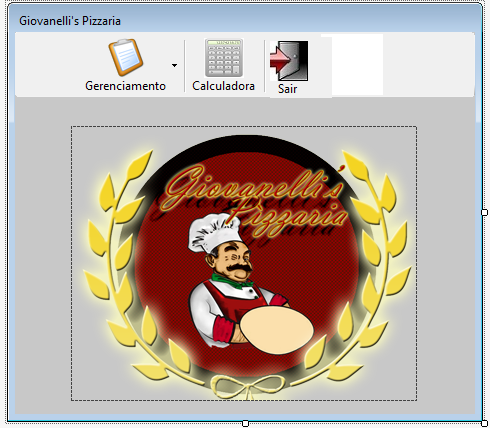 Giovanelli's Pizzaria
Gerenciamento
Calculadora
Sair
Giovanelli's
Pizzaria